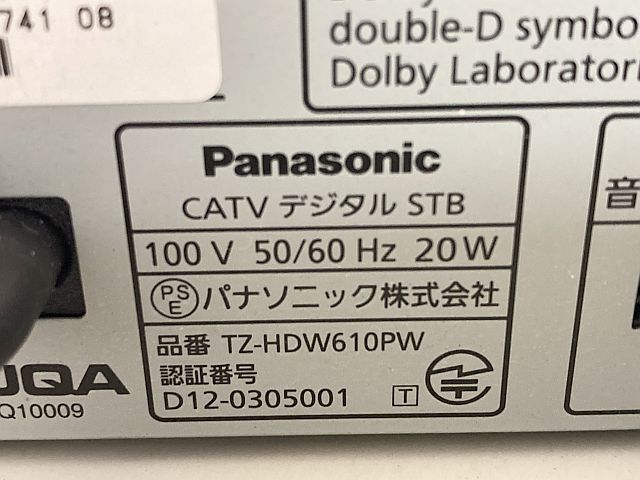 741 08
double-D symbo
Dolby Laborator
Panasonic
CATV デジタル STB
100 V 50/60 Hz 20 W
PSE パナソニック株式会社
品番 TZ-HDW610PW
認証番号
D12-0305001 T
UQA
Q10009
音